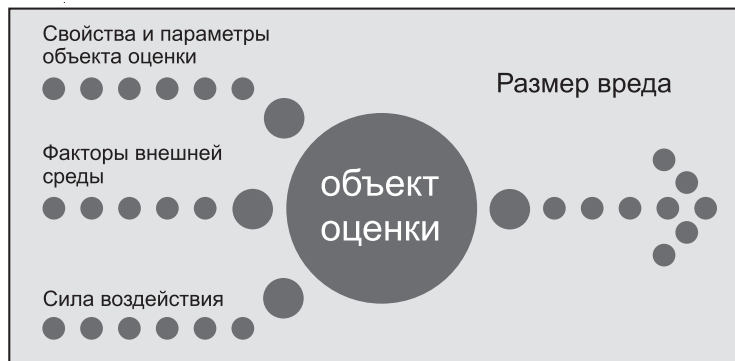 Свойства и параметры
объекта оценки
Размер вреда
Факторы внешней
среды
объект
оценки
Сила воздействия